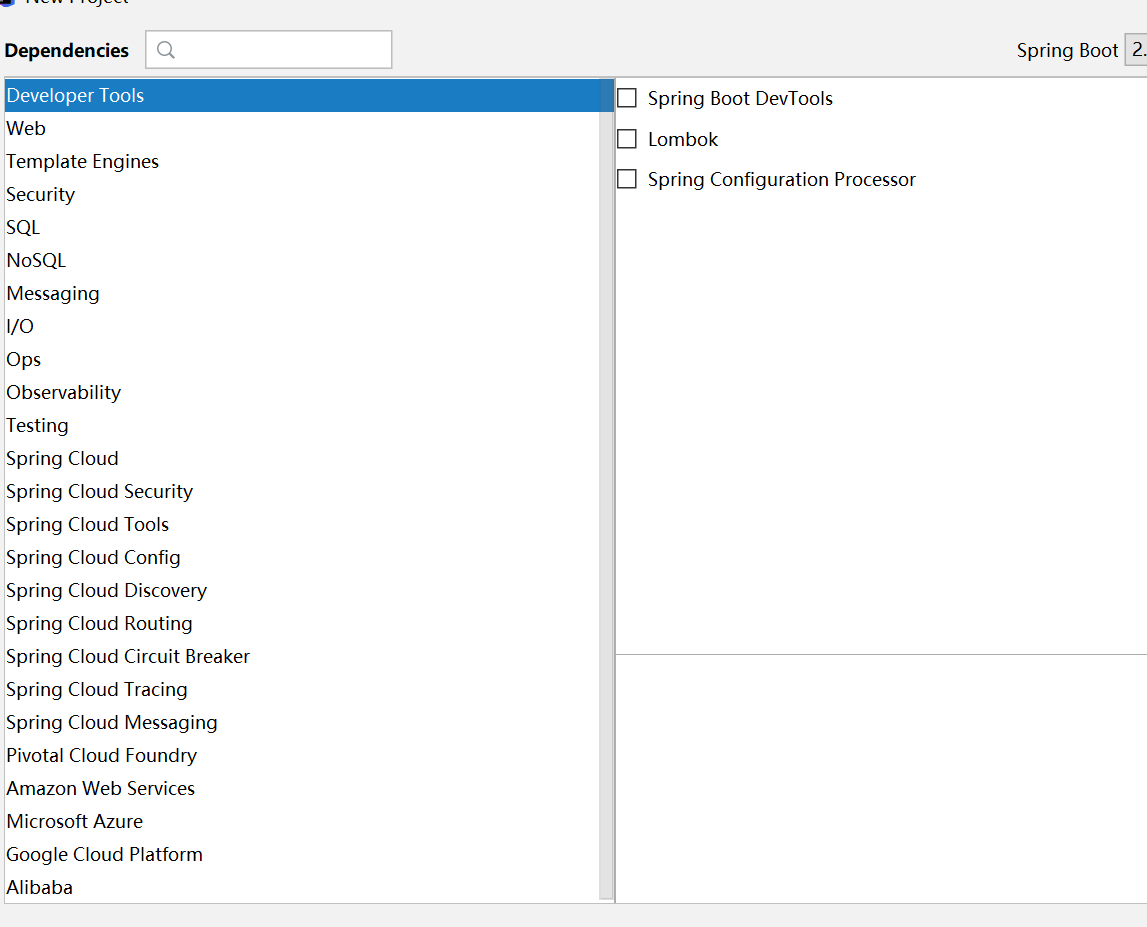 New Project
Dependencies
Spring Boot 2.
Developer Tools
Web
Template Engines
Security
SQL
NoSQL
Messaging
I/O
Ops
Observability
Testing
Spring Cloud
Spring Cloud Security
Spring Cloud Tools
Spring Cloud Config
Spring Cloud Discovery
Spring Cloud Routing
Spring Cloud Circuit Breaker
Spring Cloud Tracing
Spring Cloud Messaging
Pivotal Cloud Foundry
Amazon Web Services
Microsoft Azure
Google Cloud Platform
Alibaba
Spring Boot DevTools
Lombok
Spring Configuration Processor